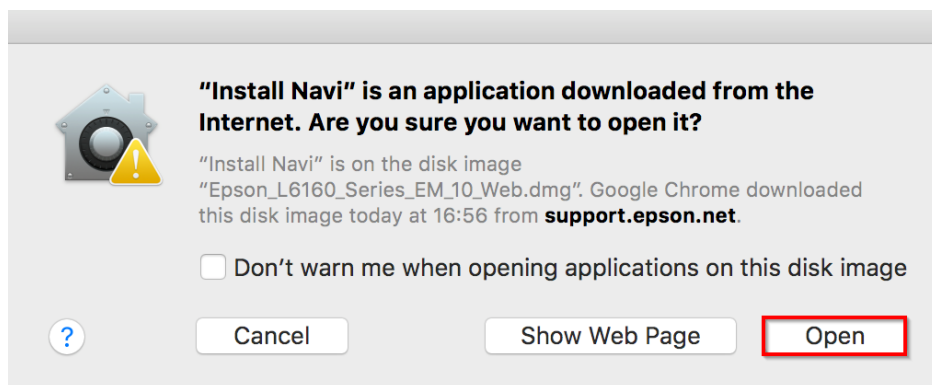 “Install Navi” is an application downloaded from the
Internet. Are you sure you want to open it?
“Install Navi” is on the disk image
“Epson_L6160_Series_EM_10_Web.dmg”. Google Chrome downloaded
this disk image today at 16:56 from support.epson.net.
Don’t warn me when opening applications on this disk image
?
Cancel
Show Web Page
Open